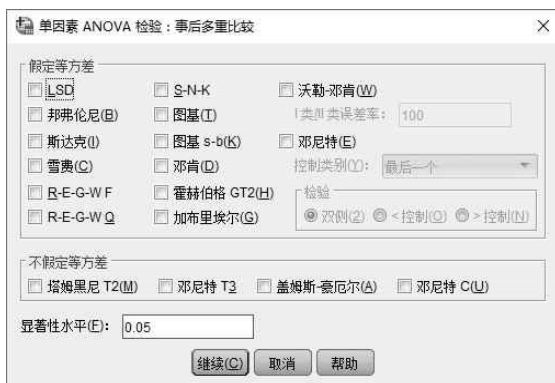 单因素 ANOVA 检验：事后多重比较
假定等方差
LSD
S-N-K
沃勒-邓肯(W)
邦弗伦尼(B)
图基(T)
I 类/II 类误差率： 100
斯达克(I)
图基 s-b(K)
邓尼特(E)
雪费(C)
邓肯(D)
控制类别(Y)： 最后一个
R-E-G-W F
霍赫伯格 GT2(H)
检验
R-E-G-W Q
加布里埃尔(G)
双侧(2) < 控制(O) > 控制(N)
不假定等方差
塔姆黑尼 T2(M) 邓尼特 T3 盖姆斯-豪厄尔(A) 邓尼特 C(U)
显著性水平(F)： 0.05
继续(C) 取消 帮助